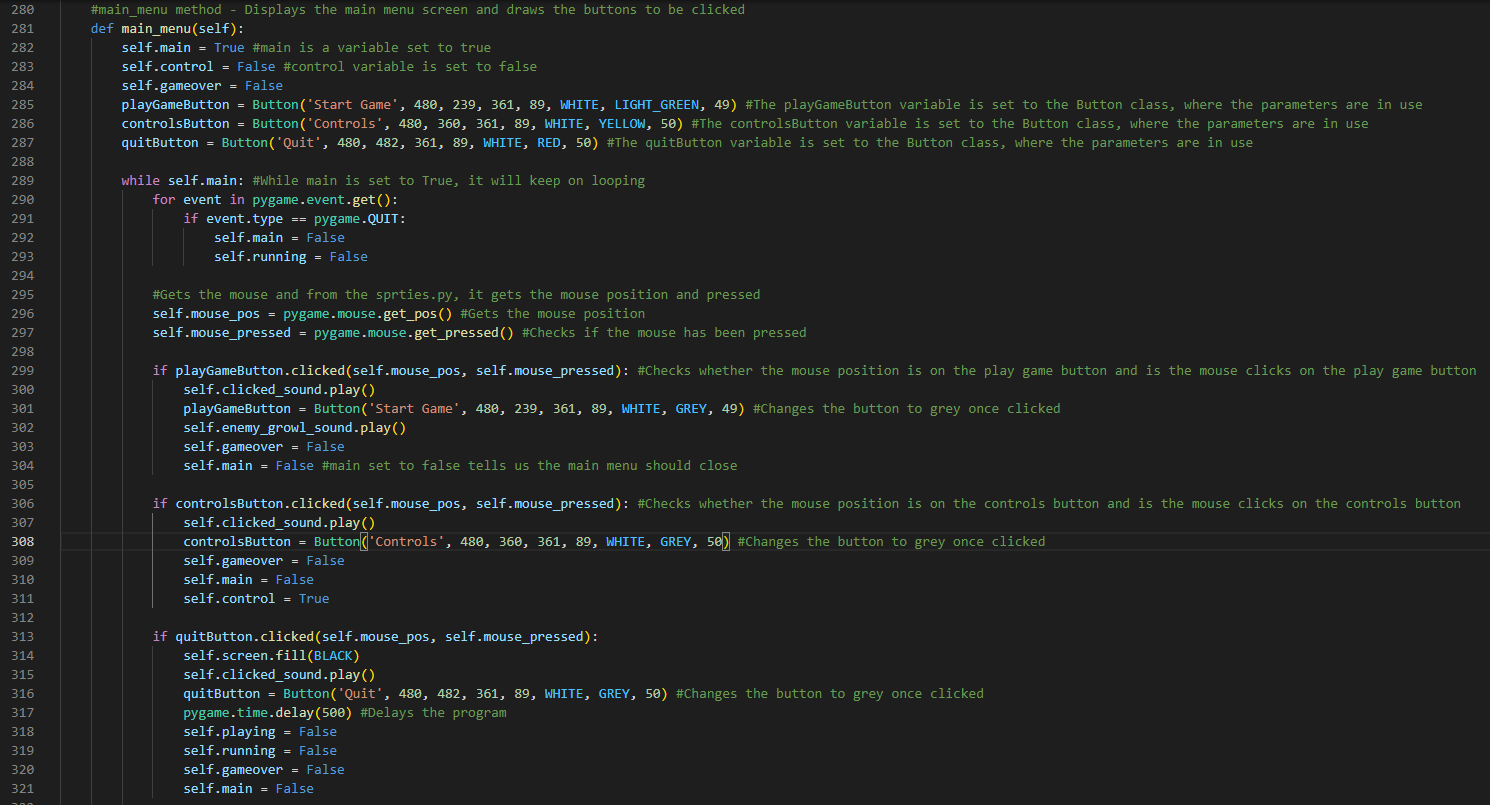 280 #main_menu method - Displays the main menu screen and draws the buttons to be clicked
281 def main_menu(self):
282 self.main = True #main is a variable set to true
283 self.control = False #control variable is set to false
284 self.gameover = False
285 playGameButton = Button('Start Game', 480, 239, 361, 89, WHITE, LIGHT_GREEN, 49) #The playGameButton variable is set to the Button class, where the parameters are in use
286 controlsButton = Button('Controls', 480, 360, 361, 89, WHITE, YELLOW, 50) #The controlsButton variable is set to the Button class, where the parameters are in use
287 quitButton = Button('Quit', 480, 482, 361, 89, WHITE, RED, 50) #The quitButton variable is set to the Button class, where the parameters are in use
288
289 while self.main: #While main is set to True, it will keep on looping
290 for event in pygame.event.get():
291 if event.type == pygame.QUIT:
292 self.main = False
293 self.running = False
294
295 #Gets the mouse and from the sprties.py, it gets the mouse position and pressed
296 self.mouse_pos = pygame.mouse.get_pos() #Gets the mouse position
297 self.mouse_pressed = pygame.mouse.get_pressed() #Checks if the mouse has been pressed
298
299 if playGameButton.clicked(self.mouse_pos, self.mouse_pressed): #Checks whether the mouse position is on the play game button and is the mouse clicks on the play game button
300 self.clicked_sound.play()
301 playGameButton = Button('Start Game', 480, 239, 361, 89, WHITE, GREY, 49) #Changes the button to grey once clicked
302 self.enemy_growl_sound.play()
303 self.gameover = False
304 self.main = False #main set to false tells us the main menu should close
305
306 if controlsButton.clicked(self.mouse_pos, self.mouse_pressed): #Checks whether the mouse position is on the controls button and is the mouse clicks on the controls button
307 self.clicked_sound.play()
308 controlsButton = Button('Controls', 480, 360, 361, 89, WHITE, GREY, 50) #Changes the button to grey once clicked
309 self.gameover = False
310 self.main = False
311 self.control = True
312
313 if quitButton.clicked(self.mouse_pos, self.mouse_pressed):
314 self.screen.fill(BLACK)
315 self.clicked_sound.play()
316 quitButton = Button('Quit', 480, 482, 361, 89, WHITE, GREY, 50) #Changes the button to grey once clicked
317 pygame.time.delay(500) #Delays the program
318 self.playing = False
319 self.running = False
320 self.gameover = False
321 self.main = False